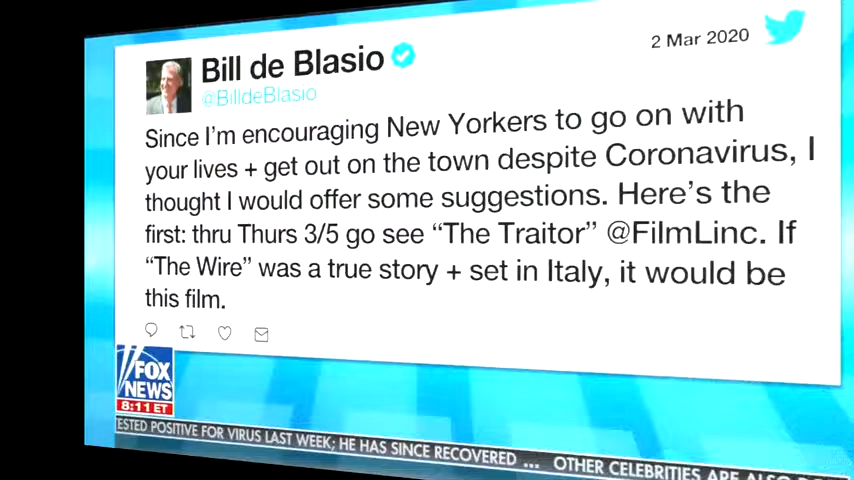 Bill de Blasio
2 Mar 2020
@BilldeBlasio
Since I'm encouraging New Yorkers to go on with
your lives + get out on the town despite Coronavirus, I
thought I would offer some suggestions. Here's the
first: thru Thurs 3/5 go see “The Traitor” @FilmLinc. If
“The Wire” was a true story + set in Italy, it would be
this film.
FOX
NEWS
8:11 ET
ESTED POSITIVE FOR VIRUS LAST WEEK; HE HAS SINCE RECOVERED ... OTHER CELEBRITIES ARE ALSO